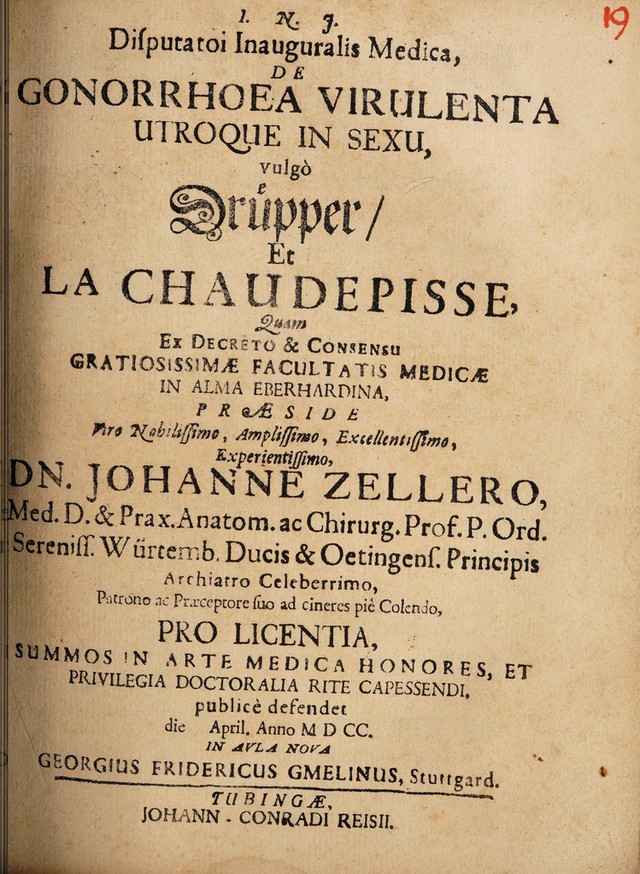 19
I. N. J.
Diſputatoi Inauguralis Medica,
DE
GONORRHOEA VIRULENTA
UTROQUE IN SEXU,
vulgò
Drůpper/
Et
LA CHAUDEPISSE,
Quam
EX DECRETO & CONSENSU
GRATIOSISSIMÆ FACULTATIS MEDICÆ
IN ALMA EBERHARDINA,
PRÆSIDE
Viro Nobiliſſimo, Ampliſſimo, Excellentiſſimo,
Experientiſſimo,
DN. JOHANNE ZELLERO,
Med. D. & Prax. Anatom. ac Chirurg. Prof. P. Ord.
Sereniſſ. Würtemb. Ducis & Oetingenſ. Principis
Archiatro Celeberrimo,
Patrono ac Præceptore ſuo ad cineres piè Colendo,
PRO LICENTIA,
SUMMOS IN ARTE MEDICA HONORES, ET
PRIVILEGIA DOCTORALIA RITE CAPESSENDI,
publicè defendet
die April. Anno M D CC.
IN AVLA NOVA
GEORGIUS FRIDERICUS GMELINUS, Stuttgard.
TUBINGÆ,
JOHANN-CONRADI REISII.